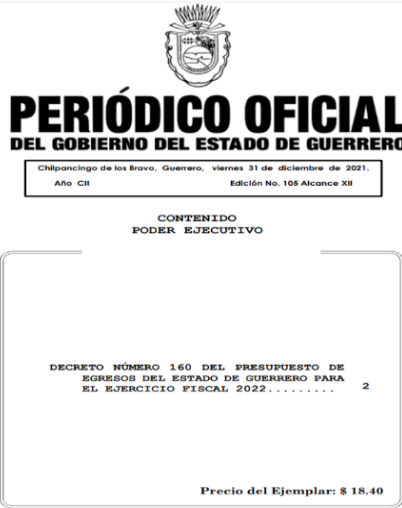 PERIÓDICO OFICIAL
DEL GOBIERNO DEL ESTADO DE GUERRERO
Chilpancingo de los Bravo, Guerrero, viernes 31 de diciembre de 2021.
Año CII Edición No. 105 Alcance XII
CONTENIDO
PODER EJECUTIVO
DECRETO NÚMERO 160 DEL PRESUPUESTO DE
EGRESOS DEL ESTADO DE GUERRERO PARA
EL EJERCICIO FISCAL 2022......... 2
Precio del Ejemplar: $ 18.40